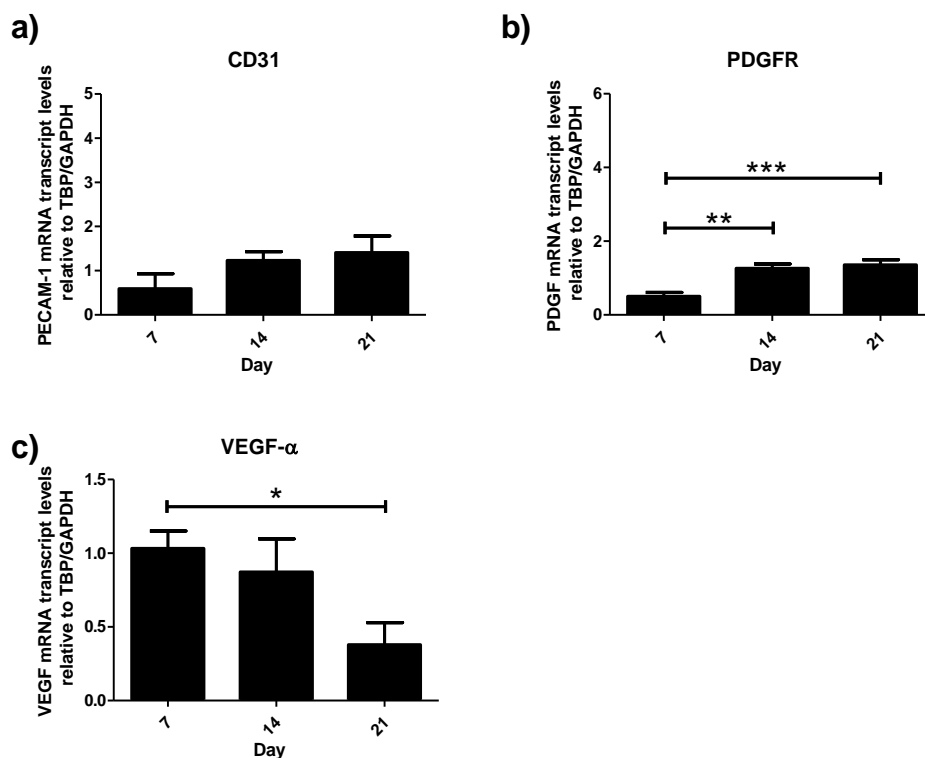 a)
CD31
PECAM-1 mRNA transcript levels
relative to TBP/GAPDH
5
4
3
2
1
0
7
14
21
Day
b)
PDGFR
PDGF mRNA transcript levels
relative to TBP/GAPDH
6
4
2
0
***
**
7
14
21
Day
c)
VEGF-α
VEGF mRNA transcript levels
relative to TBP/GAPDH
1.5
1.0
0.5
0.0
*
7
14
21
Day